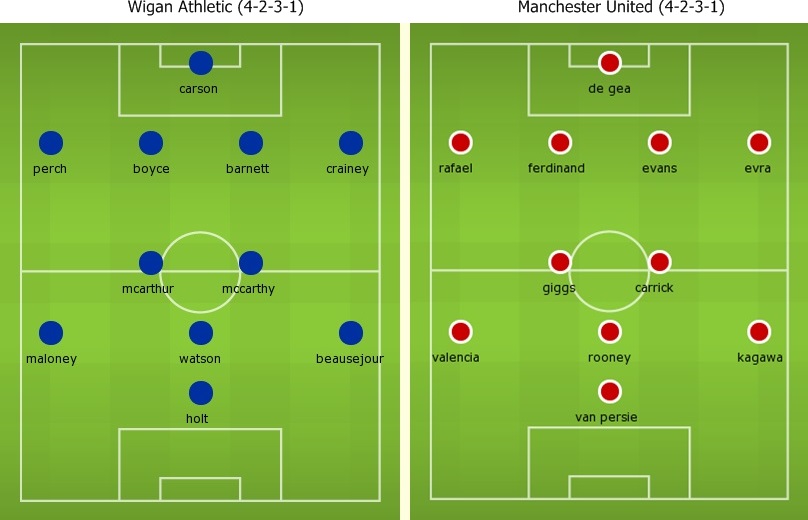 Wigan Athletic (4-2-3-1)
carson
perch boyce barnett crainey
mcarthur mccarthy
maloney watson beausejour
holt
Manchester United (4-2-3-1)
de gea
rafael ferdinand evans evra
giggs carrick
valencia rooney kagawa
van persie